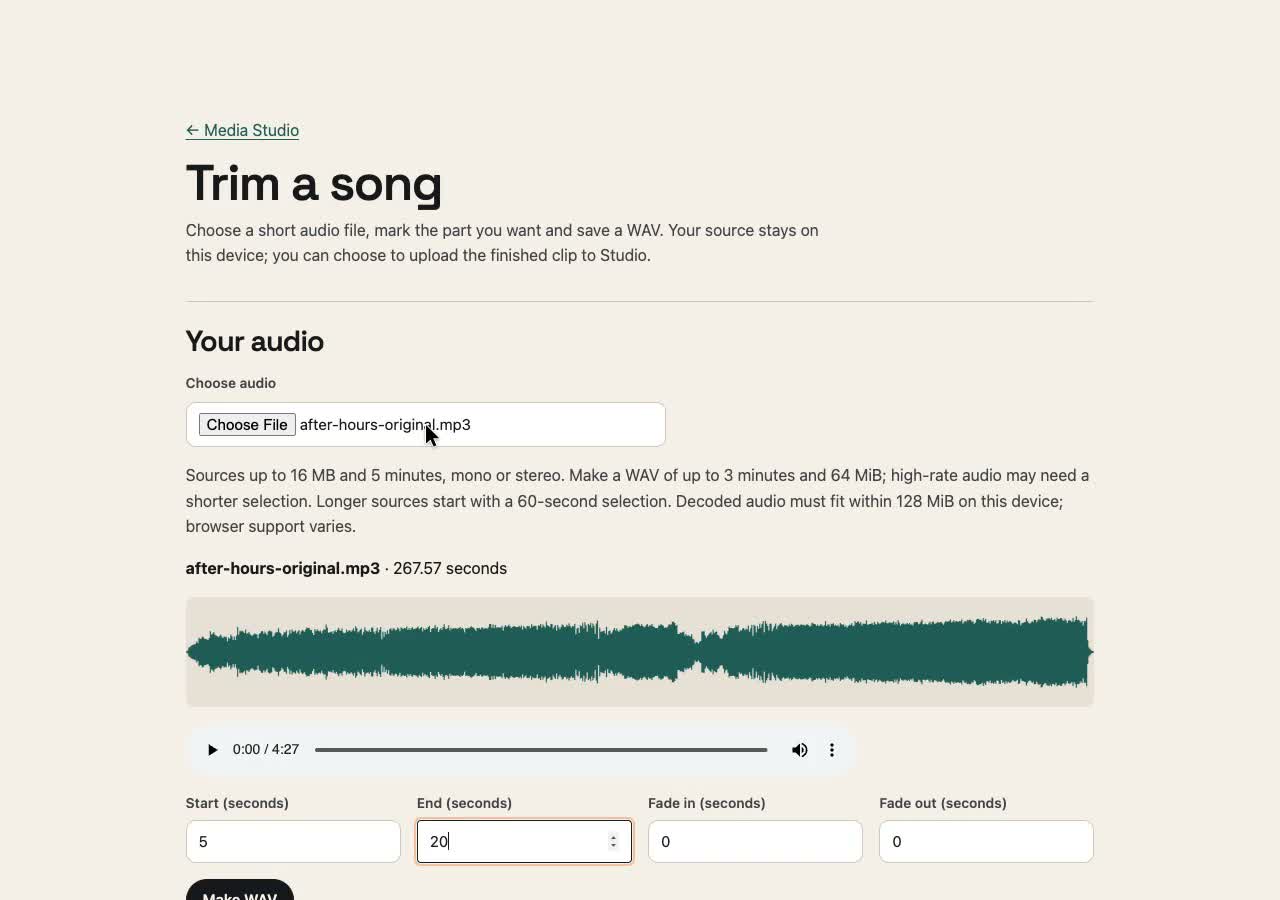 ← Media Studio
Trim a song
Choose a short audio file, mark the part you want and save a WAV. Your source stays on
this device; you can choose to upload the finished clip to Studio.
Your audio
Choose audio
Choose File after-hours-original.mp3
Sources up to 16 MB and 5 minutes, mono or stereo. Make a WAV of up to 3 minutes and 64 MiB; high-rate audio may need a
shorter selection. Longer sources start with a 60-second selection. Decoded audio must fit within 128 MiB on this device;
browser support varies.
after-hours-original.mp3 · 267.57 seconds
0:00 / 4:27
Start (seconds) End (seconds) Fade in (seconds) Fade out (seconds)
5 20 0 0
Make WAV